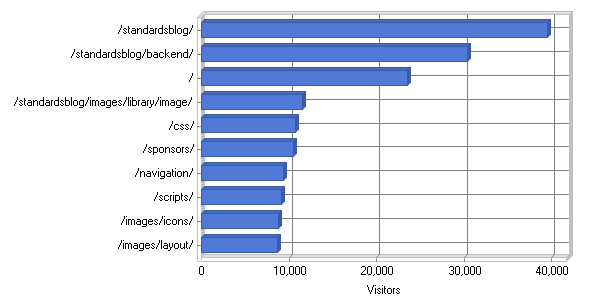 /standardsblog/
/standardsblog/backend/
/
/standardsblog/images/library/image/
/css/
/sponsors/
/navigation/
/scripts/
/images/icons/
/images/layout/
0 10,000 20,000 30,000 40,000
Visitors